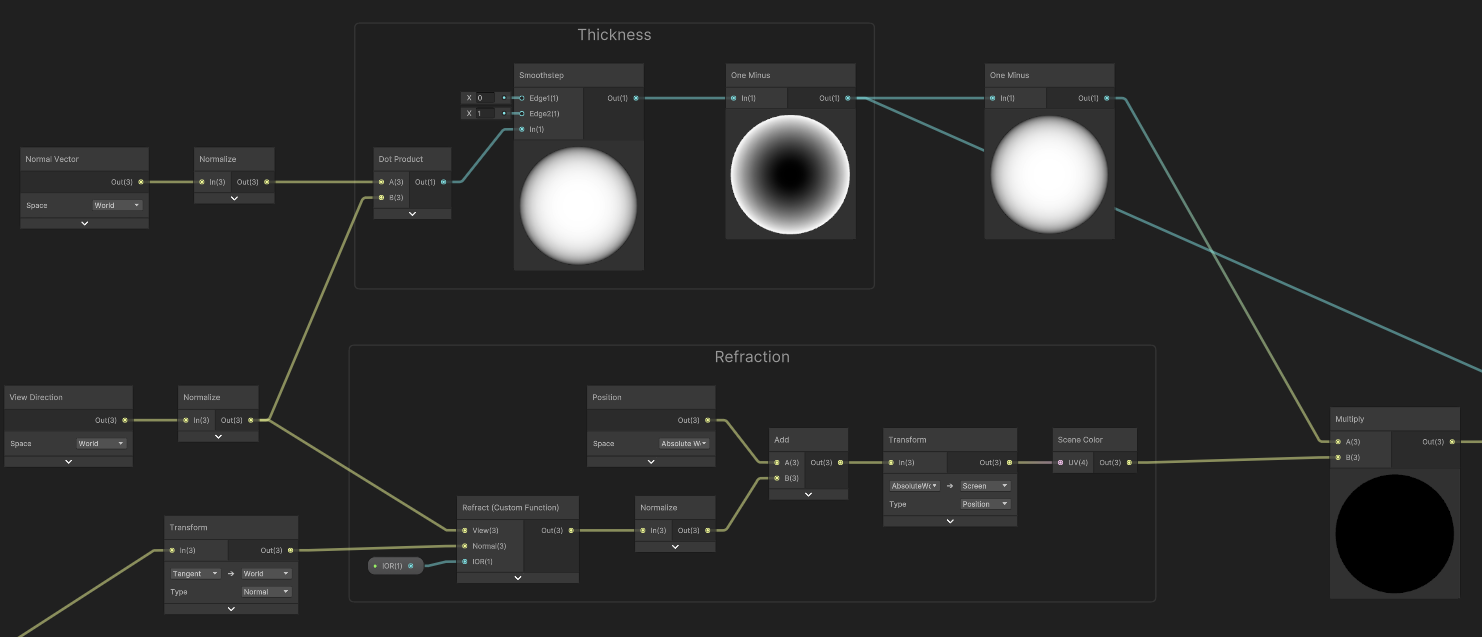 Thickness
Smoothstep
X 0
Edge1(1)
Out(1)
X 1
Edge2(1)
In(1)
One Minus
In(1)
Out(1)
One Minus
In(1)
Out(1)
Normal Vector
Out(3)
Space
World
Normalize
In(3)
Out(3)
Dot Product
A(3)
Out(1)
B(3)
Refraction
View Direction
Out(3)
Space
World
Normalize
In(3)
Out(3)
Position
Out(3)
Space
Absolute W
Add
A(3)
Out(3)
B(3)
Transform
In(3)
Out(3)
AbsoluteWc
Screen
Type
Position
Scene Color
UV(4)
Out(3)
Multiply
A(3)
Out(3)
B(3)
Refract (Custom Function)
View(3)
Out(3)
Normal(3)
IOR(1)
IOR(1)
Normalize
In(3)
Out(3)
Transform
In(3)
Out(3)
Tangent
World
Type
Normal